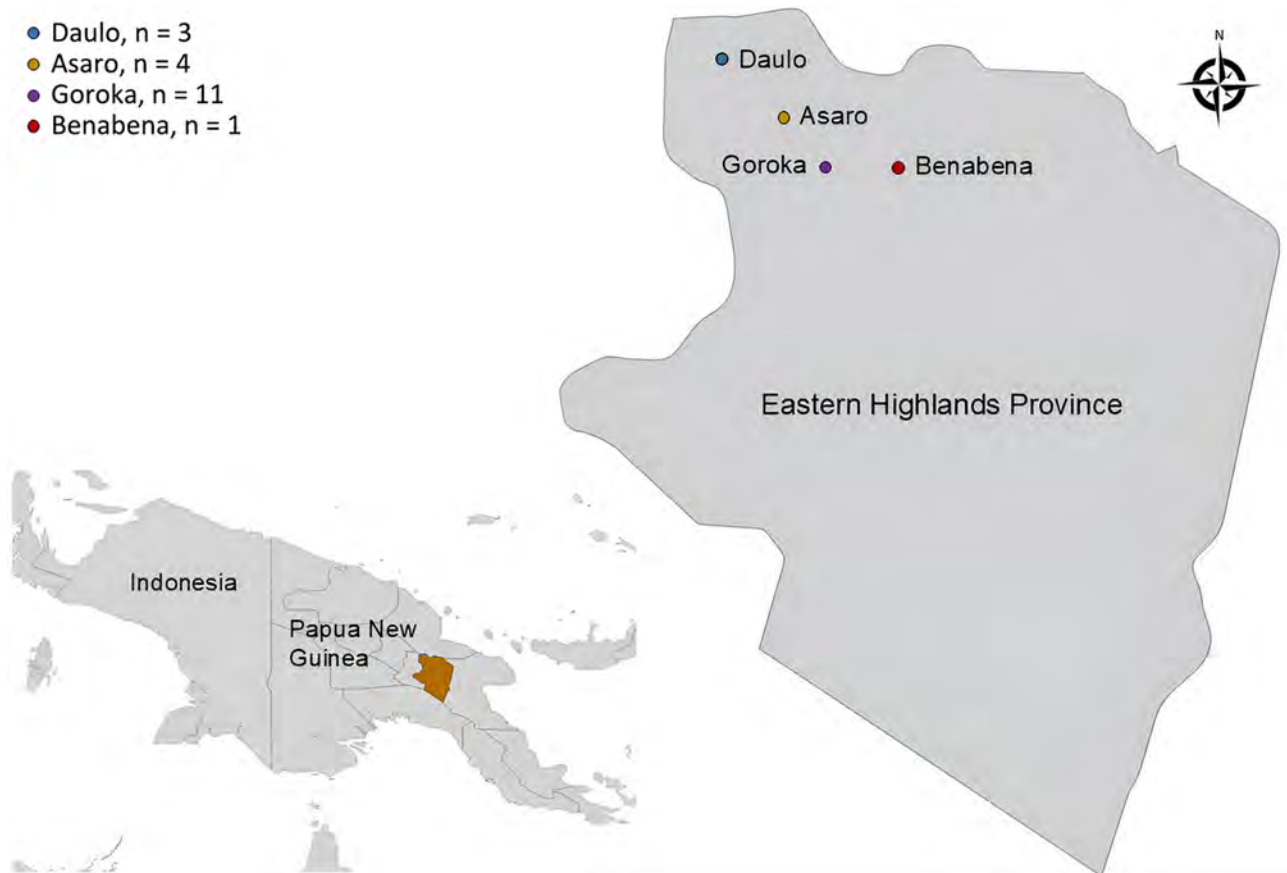 Daulo, n = 3
Asaro, n = 4
Goroka, n = 11
Benabena, n = 1
N
Daulo
Asaro
Goroka
Benabena
Eastern Highlands Province
Indonesia
Papua New
Guinea